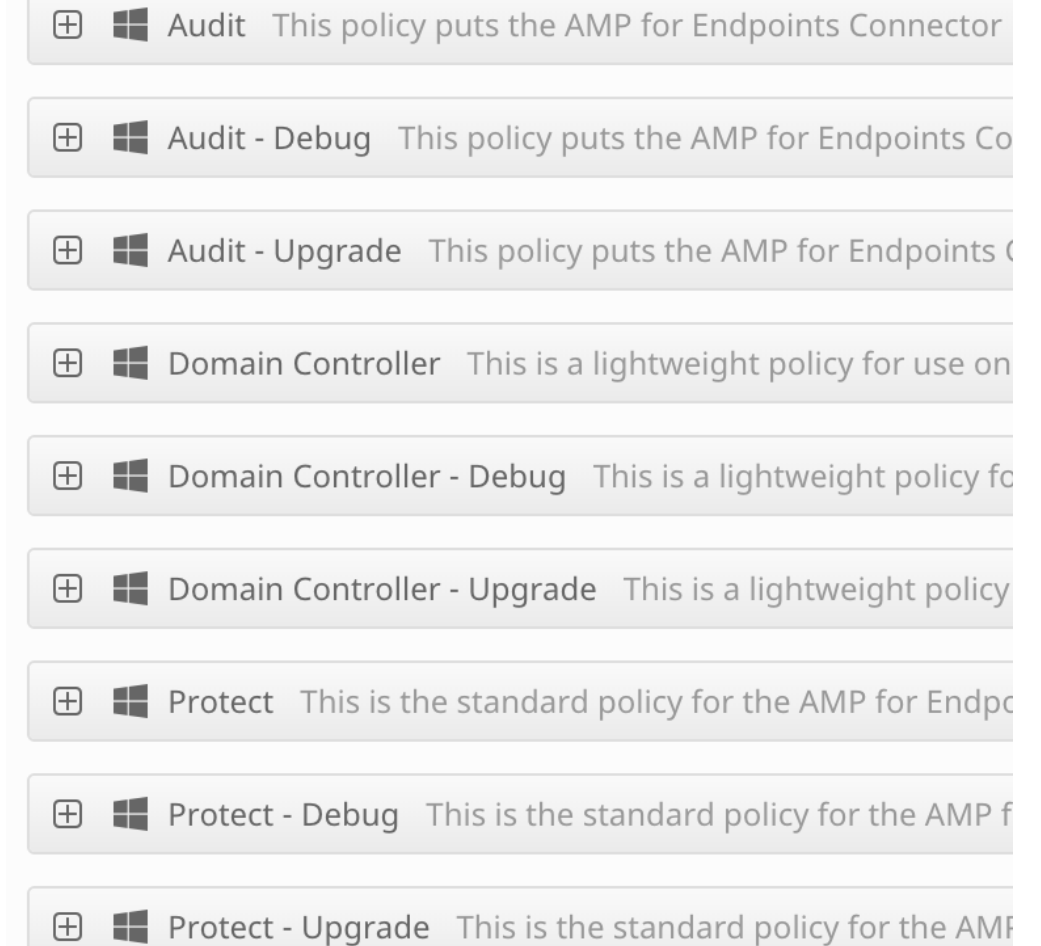 Audit This policy puts the AMP for Endpoints Connector
Audit - Debug This policy puts the AMP for Endpoints Co
Audit - Upgrade This policy puts the AMP for Endpoints
Domain Controller This is a lightweight policy for use on
Domain Controller - Debug This is a lightweight policy fo
Domain Controller - Upgrade This is a lightweight policy
Protect This is the standard policy for the AMP for Endpo
Protect - Debug This is the standard policy for the AMP f
Protect - Upgrade This is the standard policy for the AMP